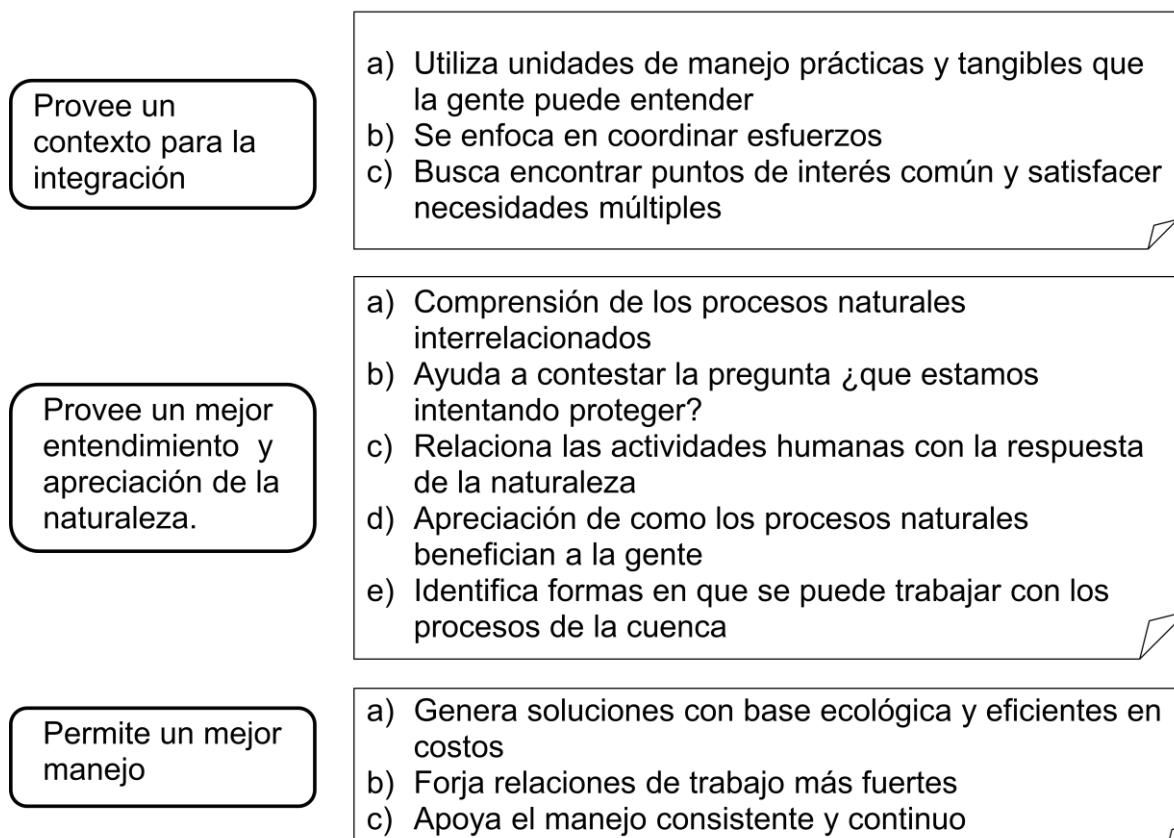 Provee un
contexto para la
integración
a) Utiliza unidades de manejo prácticas y tangibles que
la gente puede entender
b) Se enfoca en coordinar esfuerzos
c) Busca encontrar puntos de interés común y satisfacer
necesidades múltiples
Provee un mejor
entendimiento y
apreciación de la
naturaleza.
a) Comprensión de los procesos naturales
interrelacionados
b) Ayuda a contestar la pregunta ¿que estamos
intentando proteger?
c) Relaciona las actividades humanas con la respuesta
de la naturaleza
d) Apreciación de como los procesos naturales
benefician a la gente
e) Identifica formas en que se puede trabajar con los
procesos de la cuenca
Permite un mejor
manejo
a) Genera soluciones con base ecológica y eficientes en
costos
b) Forja relaciones de trabajo más fuertes
c) Apoya el manejo consistente y continuo